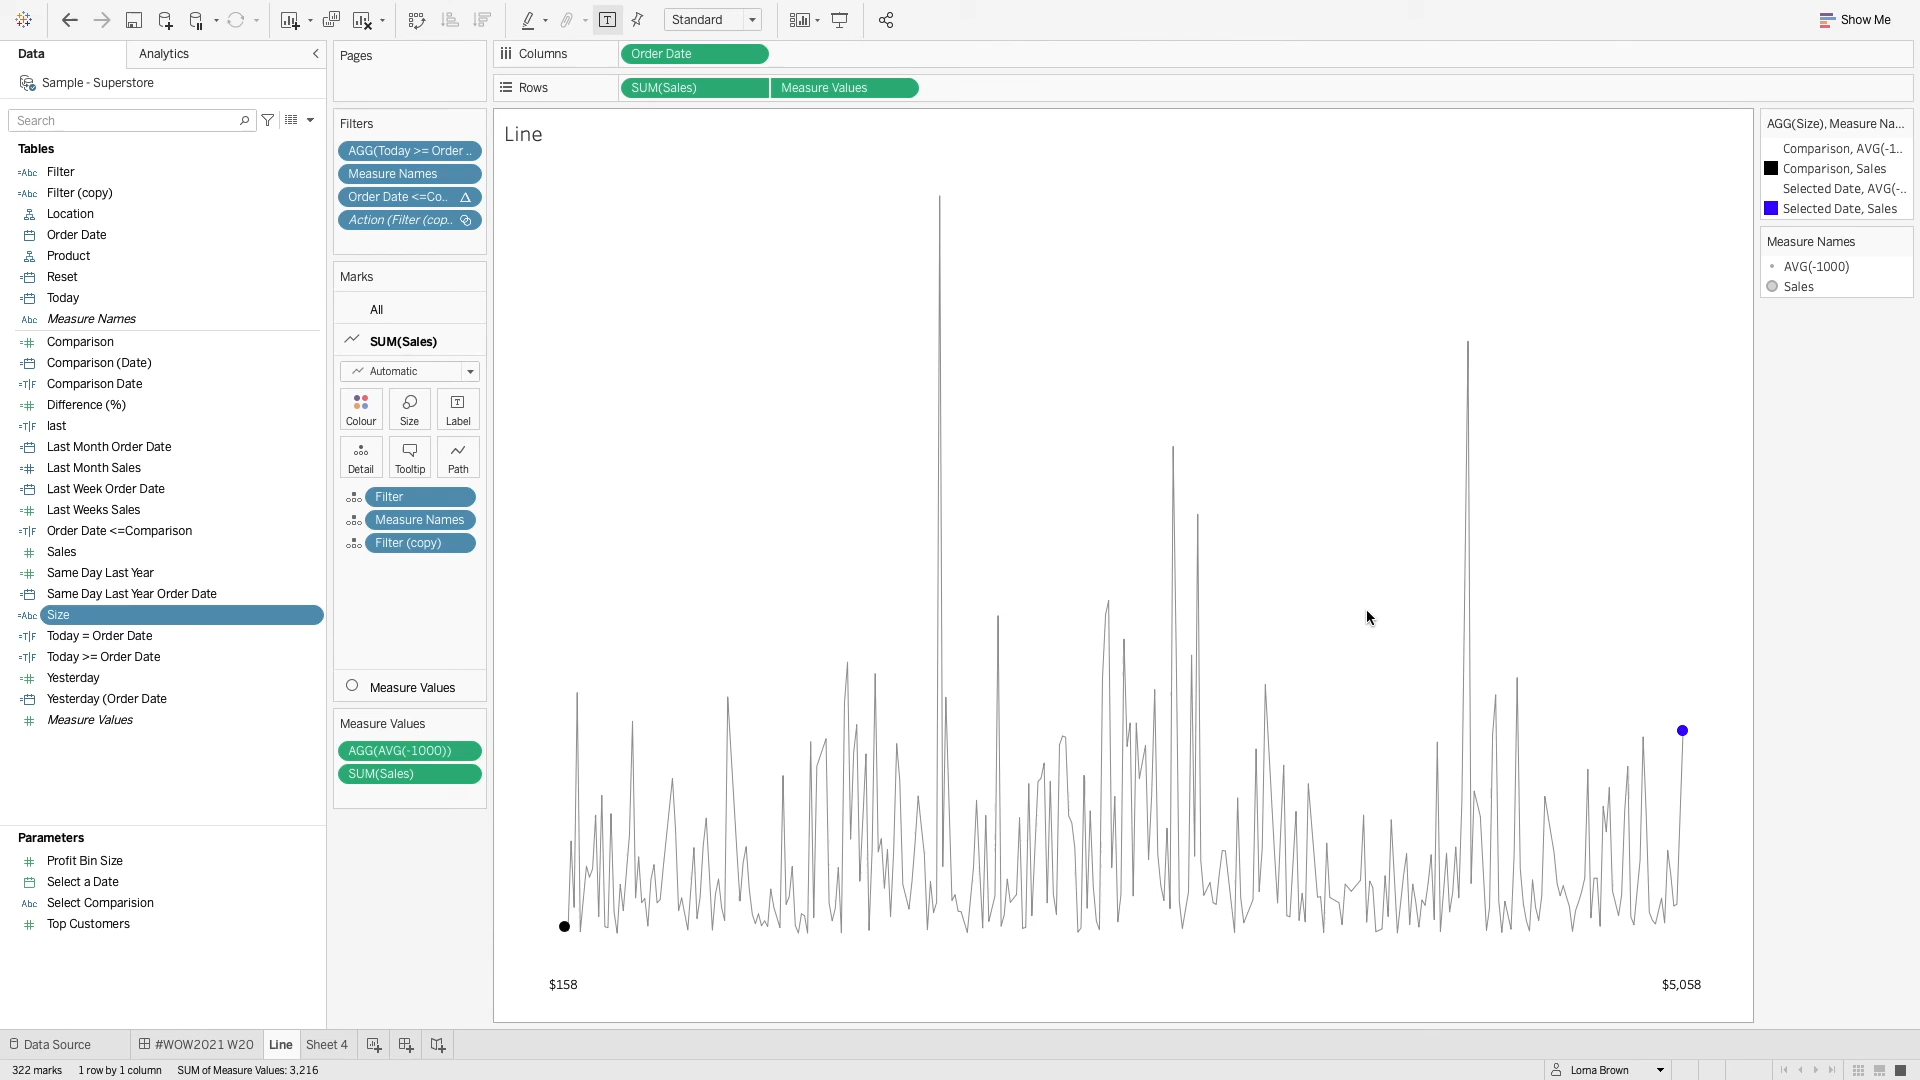 Standard
Show Me
Data
Analytics
Sample - Superstore
Search
Tables
Filter
Filter (copy)
Location
Order Date
Product
Reset
Today
Measure Names
Comparison
Comparison (Date)
Comparison Date
Difference (%)
last
Last Month Order Date
Last Month Sales
Last Week Order Date
Last Weeks Sales
Order Date <=Comparison
Sales
Same Day Last Year
Same Day Last Year Order Date
Size
Today = Order Date
Today >= Order Date
Yesterday
Yesterday (Order Date
Measure Values
Parameters
Profit Bin Size
Select a Date
Select Comparision
Top Customers
Pages
Filters
AGG(Today >= Order ..
Measure Names
Order Date <=Co..
Action (Filter (cop..
Marks
All
SUM(Sales)
Automatic
Colour
Size
Label
Detail
Tooltip
Path
Filter
Measure Names
Filter (copy)
Measure Values
Measure Values
AGG(AVG(-1000))
SUM(Sales)
Columns
Order Date
Rows
SUM(Sales)
Measure Values
Line
$158
$5,058
AGG(Size), Measure Na...
Comparison, AVG(-1..
Comparison, Sales
Selected Date, AVG(-..
Selected Date, Sales
Measure Names
AVG(-1000)
Sales
Data Source
#WOW2021 W20
Line
Sheet 4
322 marks
1 row by 1 column
SUM of Measure Values: 3,216
Lorna Brown